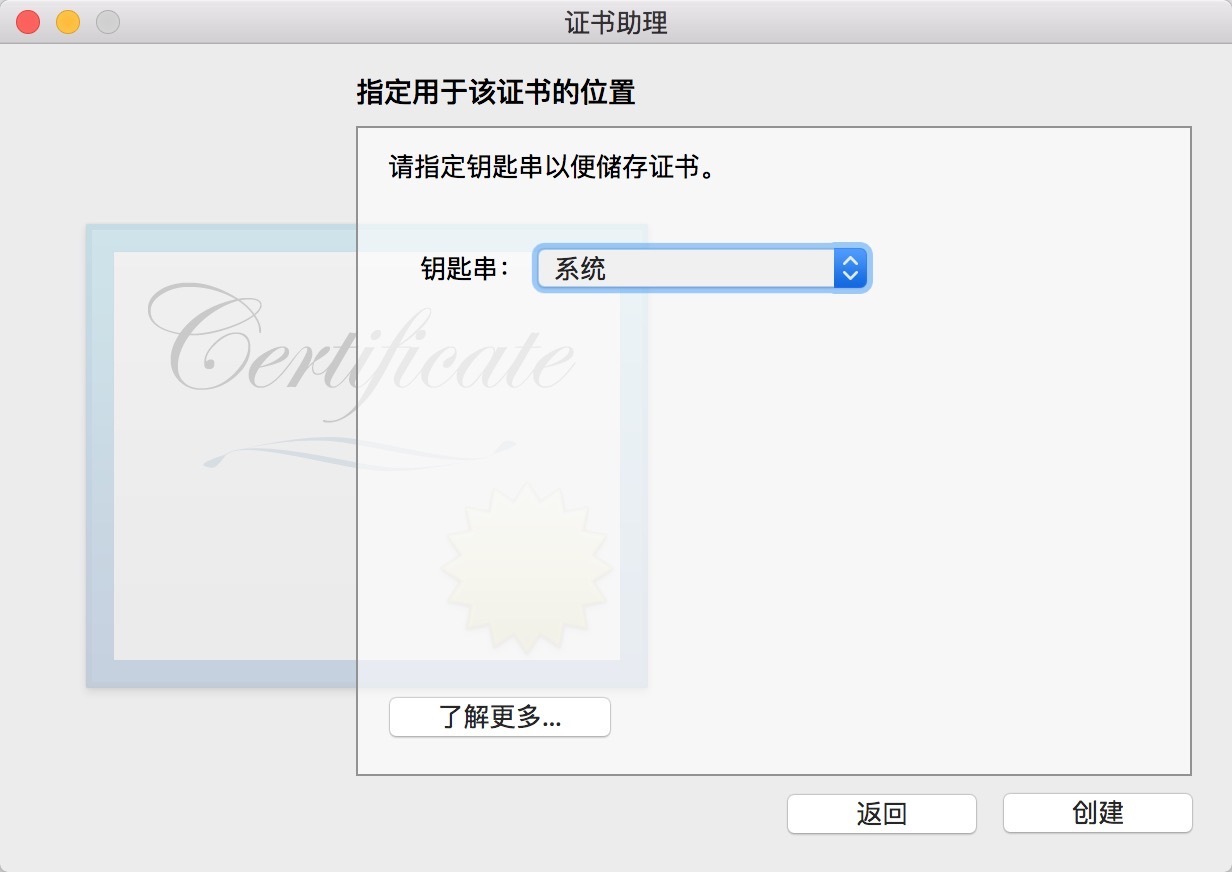 证书助理
指定用于该证书的位置
请指定钥匙串以便储存证书。
钥匙串：
系统
Certificate
了解更多...
返回
创建